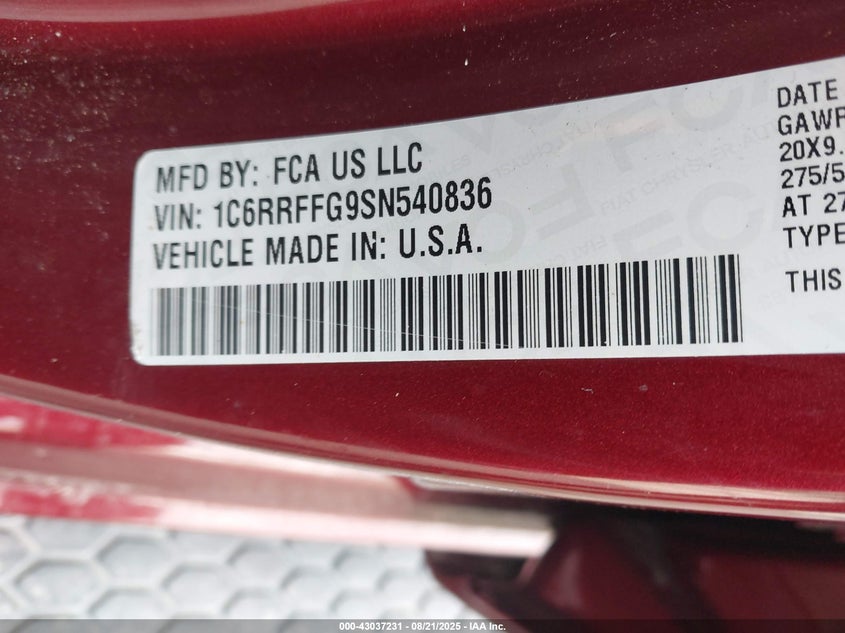 MFD BY: FCA US LLC
VIN: 1C6RRFFG9SN540836
VEHICLE MADE IN: U.S.A.
DATE
GAWR
20X9.
275/5
AT 27
TYPE
THIS
000-43037231 - 08/21/2025 - IAA Inc.